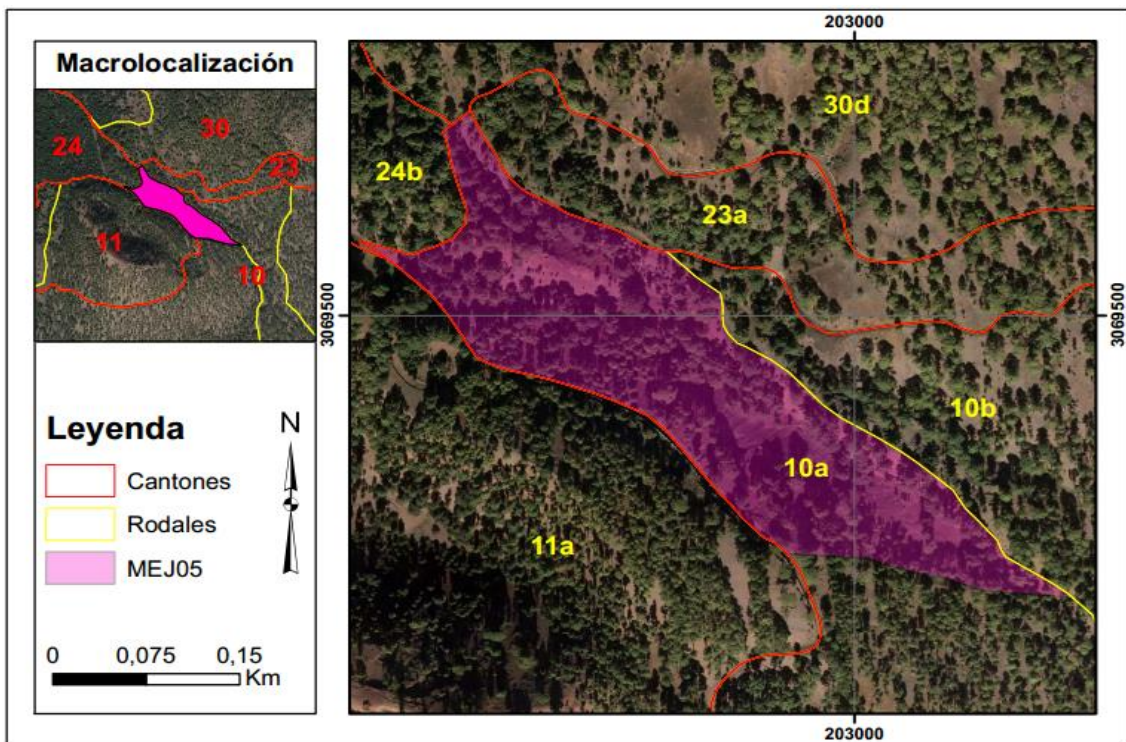 Macrolocalización
30
24
23
11
10
Leyenda
N
Cantones
Rodales
MEJ05
0 0,075 0,15
Km
203000
30d
24b
23a
3069500
3069500
10b
10a
11a
203000